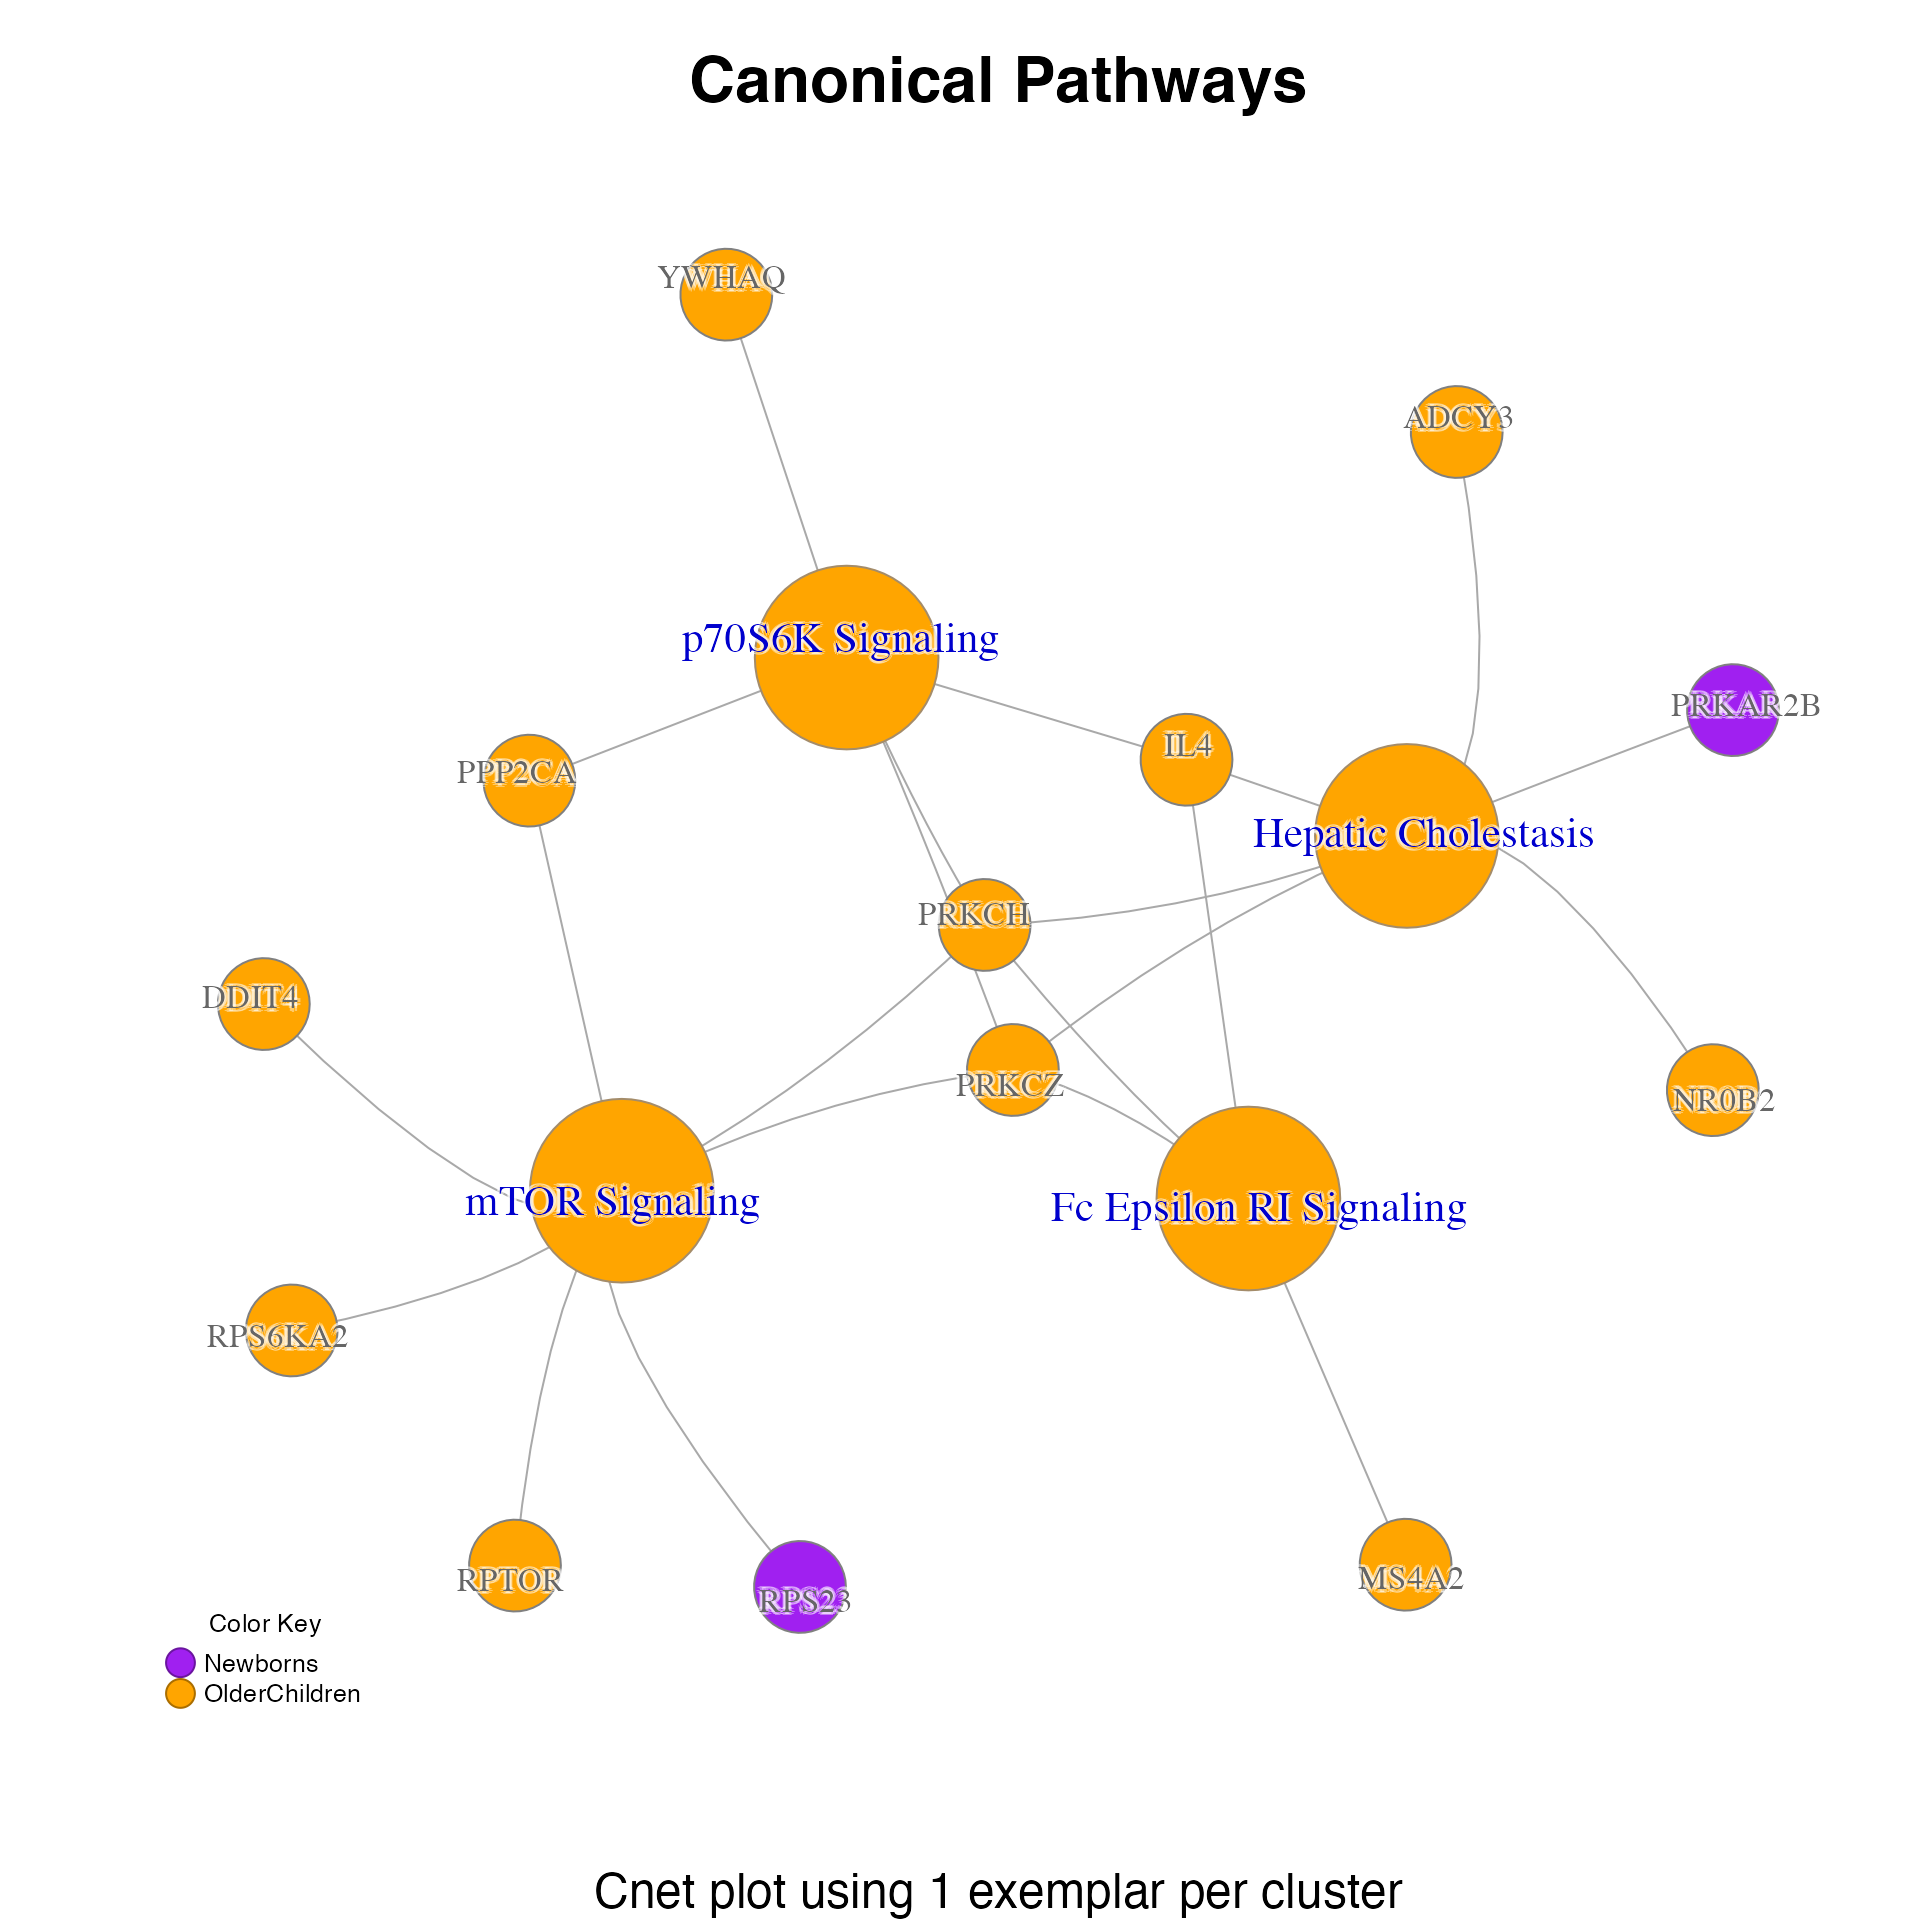 Canonical Pathways
YWHAQ
ADCY3
p70S6K Signaling
PRKAR2B
IL4
PPP2CA
Hepatic Cholestasis
PRKCH
DDIT4
PRKCZ
NR0B2
mTOR Signaling
Fc Epsilon RI Signaling
RPS6KA2
RPTOR
MS4A2
RPS23
Color Key
Newborns
OlderChildren
Cnet plot using 1 exemplar per cluster